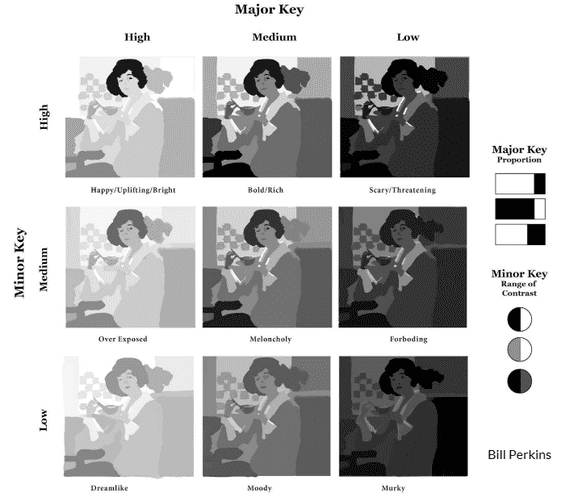 Major Key
High Medium Low
Minor Key
High
Happy/Uplifting/Bright Bold/Rich Scary/Threatening
Medium
Over Exposed Meloncholy Forboding
Low
Dreamlike Moody Murky
Major Key
Proportion
Minor Key
Range of
Contrast
Bill Perkins